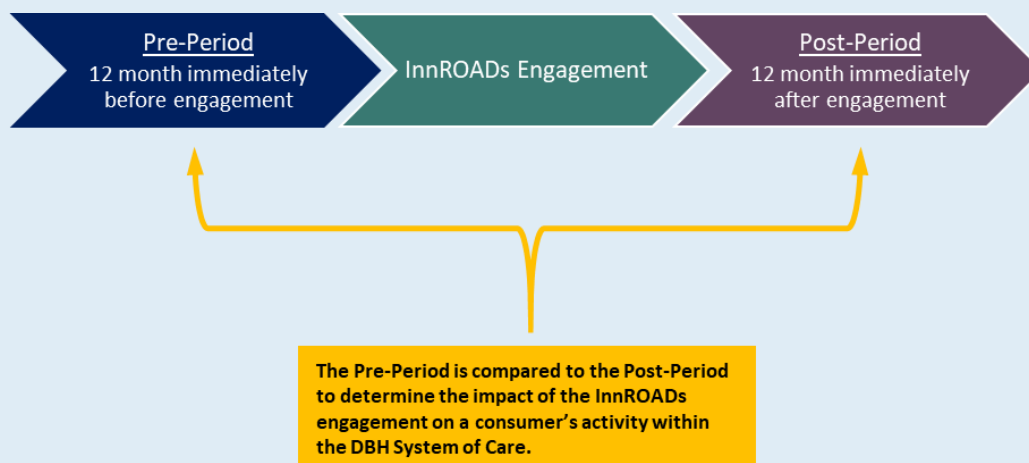 Pre-Period
12 month immediately
before engagement
InnROADs Engagement
Post-Period
12 month immediately
after engagement
The Pre-Period is compared to the Post-Period
to determine the impact of the InnROADs
engagement on a consumer's activity within
the DBH System of Care.